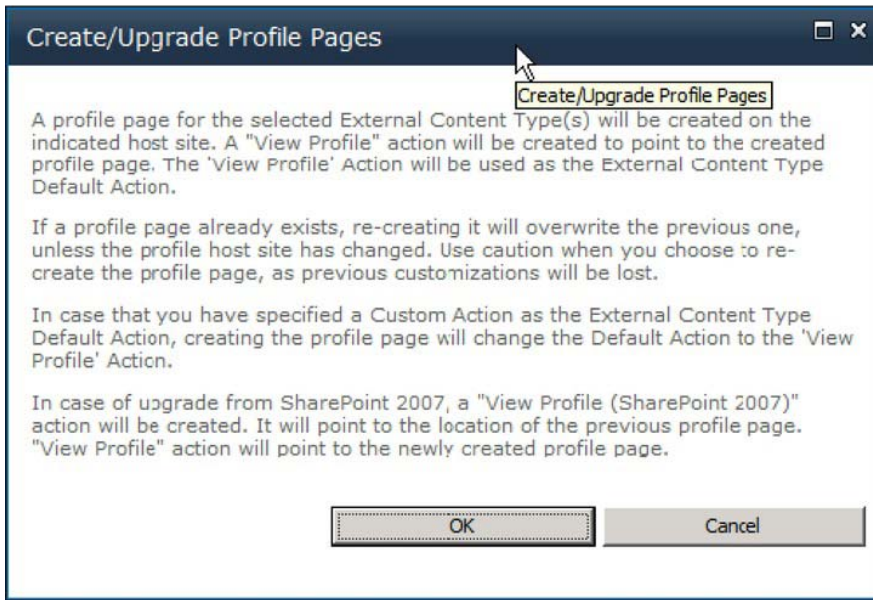 Create/Upgrade Profile Pages
Create/Upgrade Profile Pages
A profile page for the selected External Content Type(s) will be created on the
indicated host site. A "View Profile" action will be created to point to the created
profile page. The 'View Profile' Action will be used as the External Content Type
Default Action.
If a profile page already exists, re-creating it will overwrite the previous one,
unless the profile host site has changed. Use caution when you choose to re-
create the profile page, as previous customizations will be lost.
In case that you have specified a Custom Action as the External Content Type
Default Action, creating the profile page will change the Default Action to the 'View
Profile' Action.
In case of upgrade from SharePoint 2007, a "View Profile (SharePoint 2007)"
action will be created. It will point to the location of the previous profile page.
"View Profile" action will point to the newly created profile page.
OK
Cancel